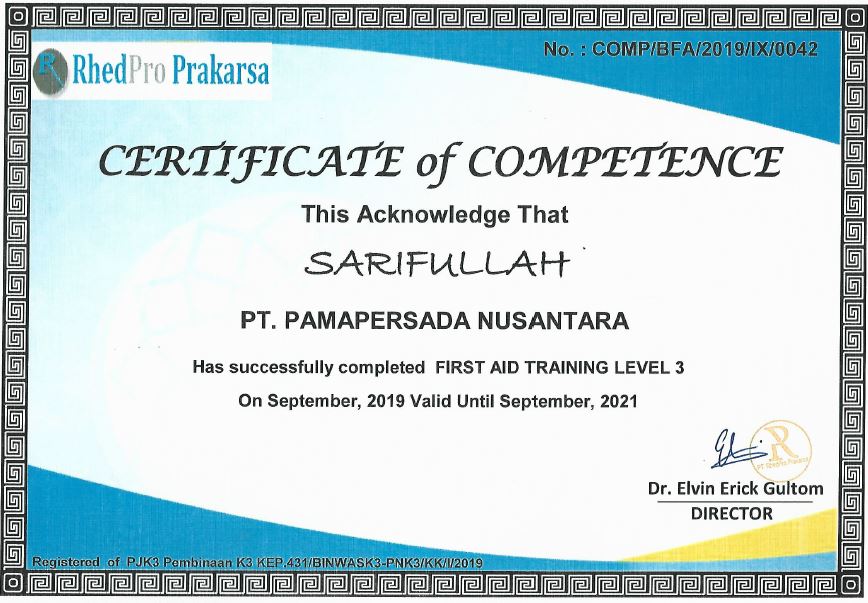 RhedPro Prakarsa
No. : COMP/BFA/2019/IX/0042
CERTIFICATE of COMPETENCE
This Acknowledge That
SARIFULLAH
PT. PAMAPERSADA NUSANTARA
Has successfully completed FIRST AID TRAINING LEVEL 3
On September, 2019 Valid Until September, 2021
R
PT. RhedPro Prakarsa
Dr. Elvin Erick Gultom
DIRECTOR
Registered of PJK3 Pembinaan K3 KEP.431/BINWASK3-PNK3/KK/I/2019